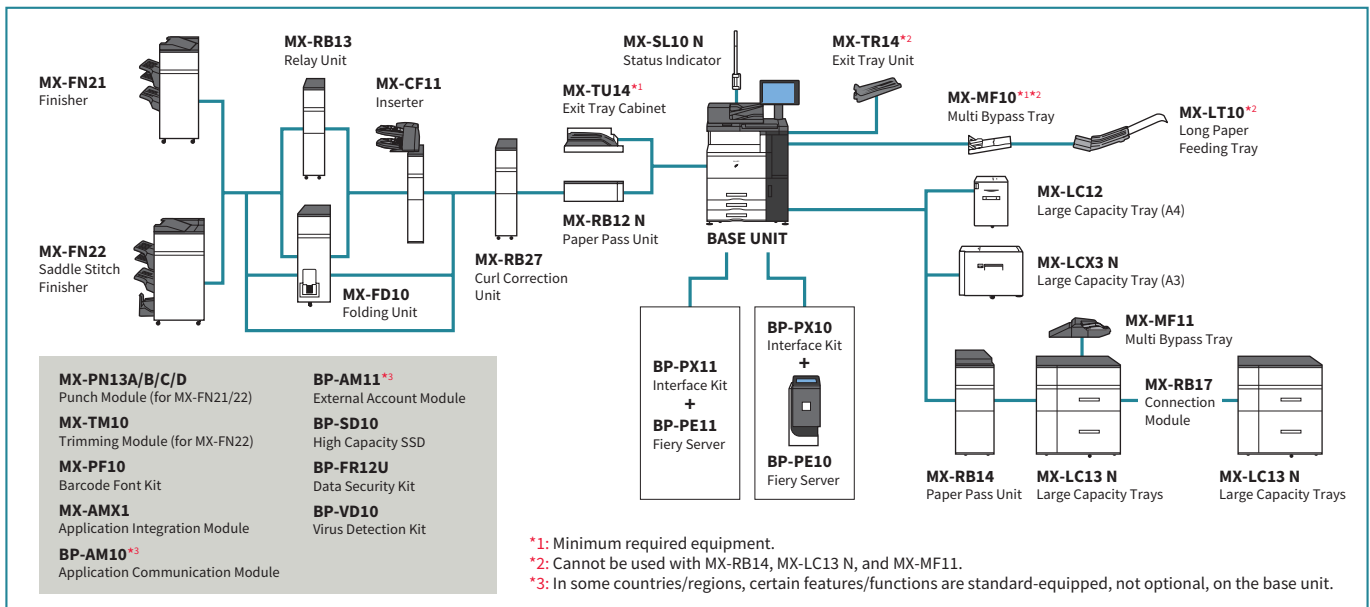 MX-FN21
Finisher
MX-RB13
Relay Unit
MX-CF11
Inserter
MX-SL10 N
Status Indicator
MX-TU14*1
Exit Tray Cabinet
MX-TR14*2
Exit Tray Unit
MX-MF10*1*2
Multi Bypass Tray
MX-LT10*2
Long Paper
Feeding Tray
MX-FN22
Saddle Stitch
Finisher
MX-FD10
Folding Unit
MX-RB27
Curl Correction
Unit
MX-RB12 N
Paper Pass Unit
BASE UNIT
MX-LC12
Large Capacity Tray (A4)
MX-LCX3 N
Large Capacity Tray (A3)
MX-MF11
Multi Bypass Tray
BP-PX11
Interface Kit
+
BP-PE11
Fiery Server
BP-PX10
Interface Kit
+
BP-PE10
Fiery Server
MX-RB14
Paper Pass Unit
MX-LC13 N
Large Capacity Trays
MX-RB17
Connection
Module
MX-LC13 N
Large Capacity Trays
MX-PN13A/B/C/D
Punch Module (for MX-FN21/22)
MX-TM10
Trimming Module (for MX-FN22)
MX-PF10
Barcode Font Kit
MX-AMX1
Application Integration Module
BP-AM10*3
Application Communication Module
BP-AM11*3
External Account Module
BP-SD10
High Capacity SSD
BP-FR12U
Data Security Kit
BP-VD10
Virus Detection Kit
*1: Minimum required equipment.
*2: Cannot be used with MX-RB14, MX-LC13 N, and MX-MF11.
*3: In some countries/regions, certain features/functions are standard-equipped, not optional, on the base unit.